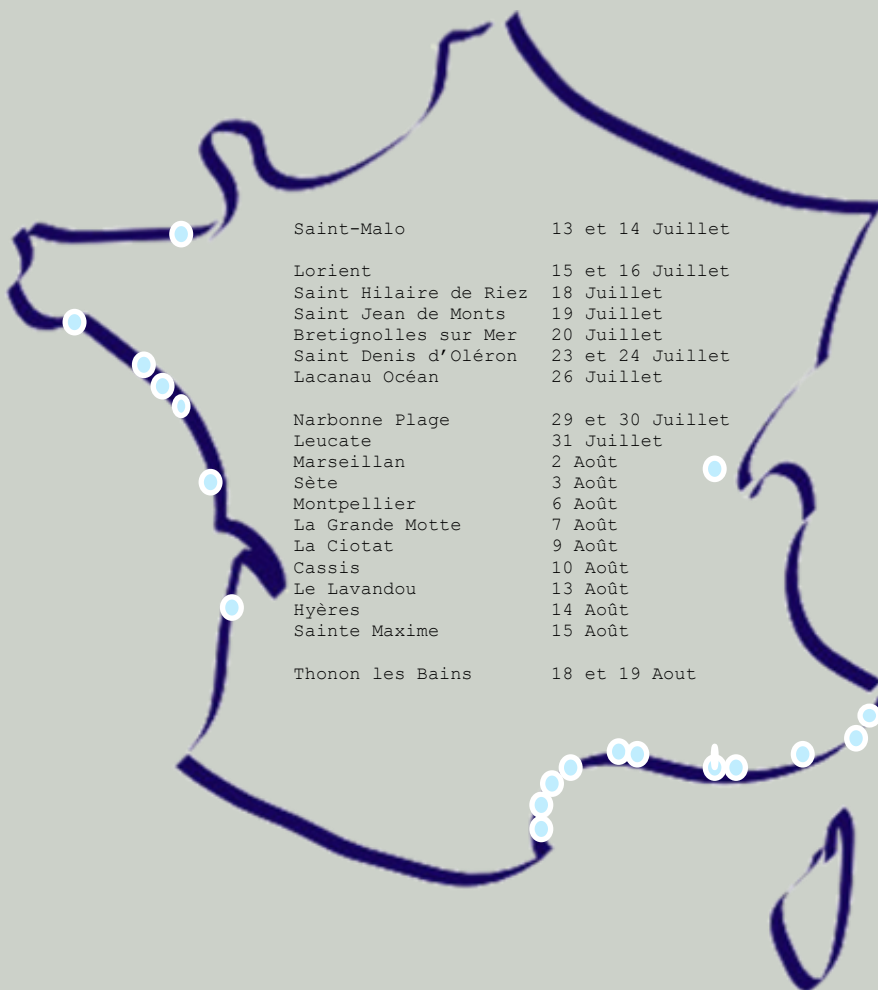 Saint-Malo 13 et 14 Juillet
Lorient 15 et 16 Juillet
Saint Hilaire de Riez 18 Juillet
Saint Jean de Monts 19 Juillet
Bretignolles sur Mer 20 Juillet
Saint Denis d’Oléron 23 et 24 Juillet
Lacanau Océan 26 Juillet
Narbonne Plage 29 et 30 Juillet
Leucate 31 Juillet
Marseillan 2 Août
Sète 3 Août
Montpellier 6 Août
La Grande Motte 7 Août
La Ciotat 9 Août
Cassis 10 Août
Le Lavandou 13 Août
Hyères 14 Août
Sainte Maxime 15 Août
Thonon les Bains 18 et 19 Aout